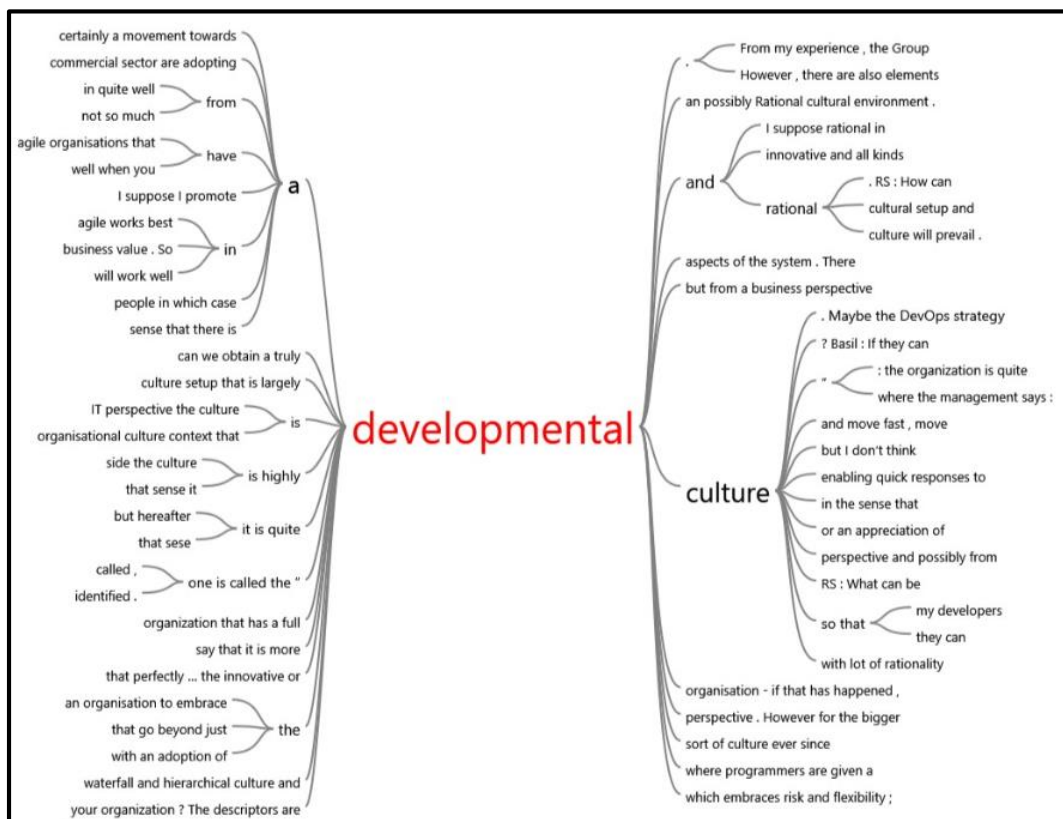 certainly a movement towards
commercial sector are adopting
in quite well
not so much
from
agile organisations that
well when you
have
I suppose I promote
agile works best
business value . So
will work well
in
people in which case
sense that there is
a
can we obtain a truly
culture setup that is largely
IT perspective the culture
organisational culture context that
is
side the culture
that sense it
is highly
but hereafter
that sese
it is quite
called ,
identified .
one is called the "
organization that has a full
say that it is more
that perfectly ... the innovative or
an organisation to embrace
that go beyond just
with an adoption of
the
waterfall and hierarchical culture and
your organization ? The descriptors are
developmental
.
From my experience , the Group
However , there are also elements
an possibly Rational cultural environment .
and
I suppose rational in
innovative and all kinds
rational
. RS : How can
cultural setup and
culture will prevail .
aspects of the system . There
but from a business perspective
culture
. Maybe the DevOps strategy
? Basil : If they can
"
: the organization is quite
where the management says :
and move fast , move
but I don't think
enabling quick responses to
in the sense that
or an appreciation of
perspective and possibly from
RS : What can be
so that
my developers
they can
with lot of rationality
organisation - if that has happened ,
perspective . However for the bigger
sort of culture ever since
where programmers are given a
which embraces risk and flexibility ;